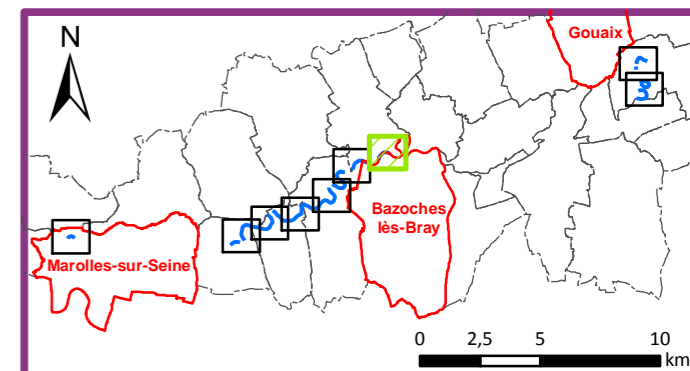 N
Gouaix
Bazoches
lès-Bray
Marolles-sur-Seine
0 2,5 5 10
km